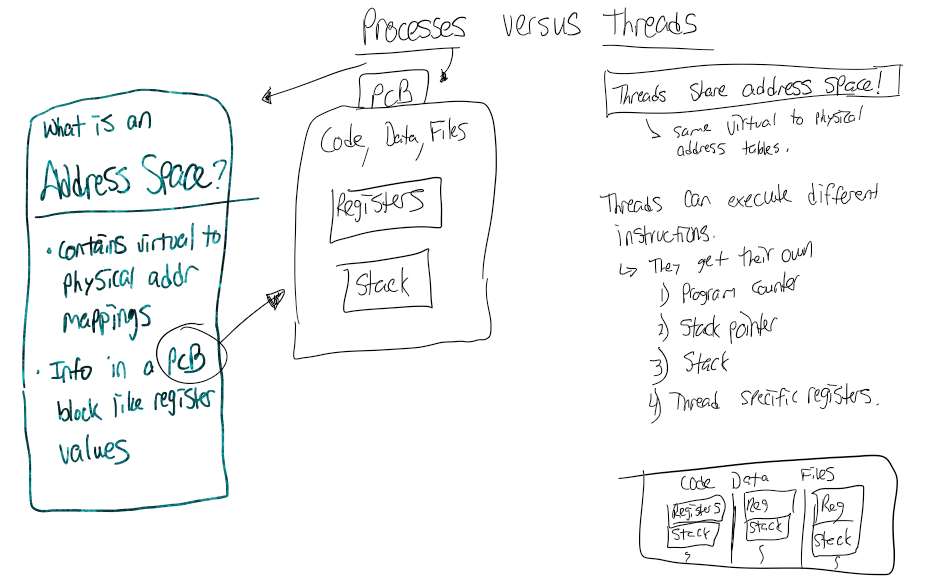 Processes versus Threads
What is an
Address Space?
• Contains virtual to
physical addr
mappings
• Info in a PCB
block like register
values
PCB
Code, Data, Files
Registers
Stack
Threads share address space!
↳ same virtual to physical
address tables.
Threads can execute different
instructions.
↳ They get their own
1) Program counter
2) Stack pointer
3) Stack
4) Thread specific registers.
Code Data Files
Registers Reg Reg
Stack Stack Stack